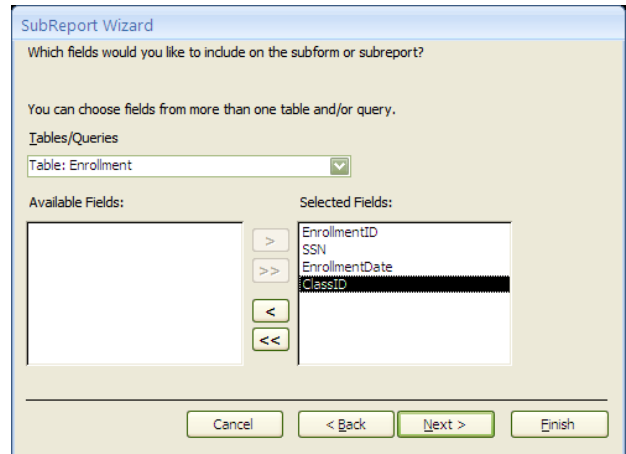 SubReport Wizard
Which fields would you like to include on the subform or subreport?
You can choose fields from more than one table and/or query.
Tables/Queries
Table: Enrollment
Available Fields:
Selected Fields:
EnrollmentID
SSN
EnrollmentDate
ClassID
>
>>
<
<<
Cancel
< Back
Next >
Finish